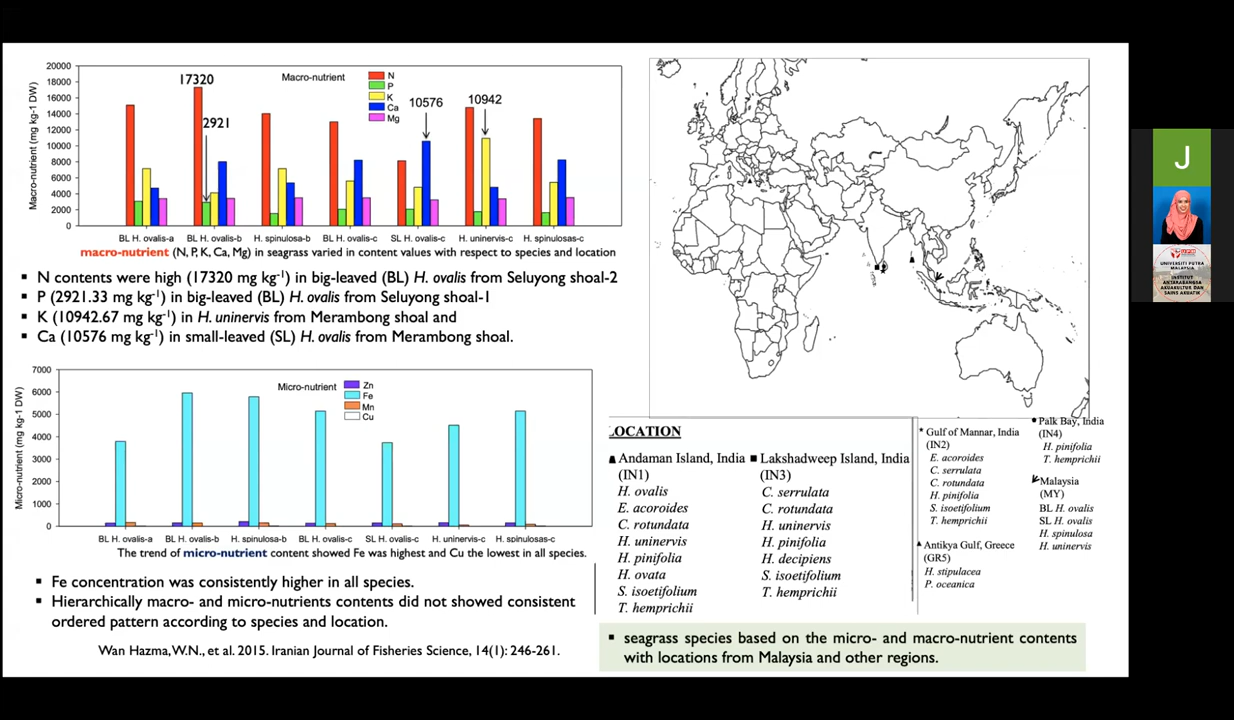 20000
18000
16000
14000
12000
10000
8000
6000
4000
2000
0
Macro-nutrient (mg kg-1 DW)
Macro-nutrient
N
P
K
Ca
Mg
17320
2921
10576
10942
BL H. ovalis-a
BL H. ovalis-b
H. spinulosa-b
BL H. ovalis-c
SL H. ovalis-c
H. uninervis-c
H. spinulosas-c
macro-nutrient (N, P, K, Ca, Mg) in seagrass varied in content values with respect to species and location
N contents were high (17320 mg kg-1) in big-leaved (BL) H. ovalis from Seluyong shoal-2
P (2921.33 mg kg-1) in big-leaved (BL) H. ovalis from Seluyong shoal-1
K (10942.67 mg kg-1) in H. uninervis from Merambong shoal and
Ca (10576 mg kg-1) in small-leaved (SL) H. ovalis from Merambong shoal.
7000
6000
5000
4000
3000
2000
1000
0
Micro-nutrient (mg kg-1 DW)
Micro-nutrient
Zn
Fe
Mn
Cu
BL H. ovalis-a
BL H. ovalis-b
H. spinulosa-b
BL H. ovalis-c
SL H. ovalis-c
H. uninervis-c
H. spinulosas-c
The trend of micro-nutrient content showed Fe was highest and Cu the lowest in all species.
Fe concentration was consistently higher in all species.
Hierarchically macro- and micro-nutrients contents did not showed consistent
ordered pattern according to species and location.
Wan Hazma, W.N., et al. 2015. Iranian Journal of Fisheries Science, 14(1): 246-261.
LOCATION
Andaman Island, India
(IN1)
H. ovalis
E. acoroides
C. rotundata
H. uninervis
H. pinifolia
H. ovata
S. isoetifolium
T. hemprichii
Lakshadweep Island, India
(IN3)
C. serrulata
C. rotundata
H. uninervis
H. pinifolia
H. decipiens
S. isoetifolium
T. hemprichii
Gulf of Mannar, India
(IN2)
E. acoroides
C. serrulata
C. rotundata
H. pinifolia
S. isoetifolium
T. hemprichii
Antikya Gulf, Greece
(GR5)
H. stipulacea
P. oceanica
Palk Bay, India
(IN4)
H. pinifolia
T. hemprichii
Malaysia
(MY)
BL H. ovalis
SL H. ovalis
H. spinulosa
H. uninervis
seagrass species based on the micro- and macro-nutrient contents
with locations from Malaysia and other regions.
J
UNIVERSITI PUTRA
MALAYSIA
INSTITUT
ANTARABANGSA
AKUAKULTUR DAN
SAINS AKUATIK